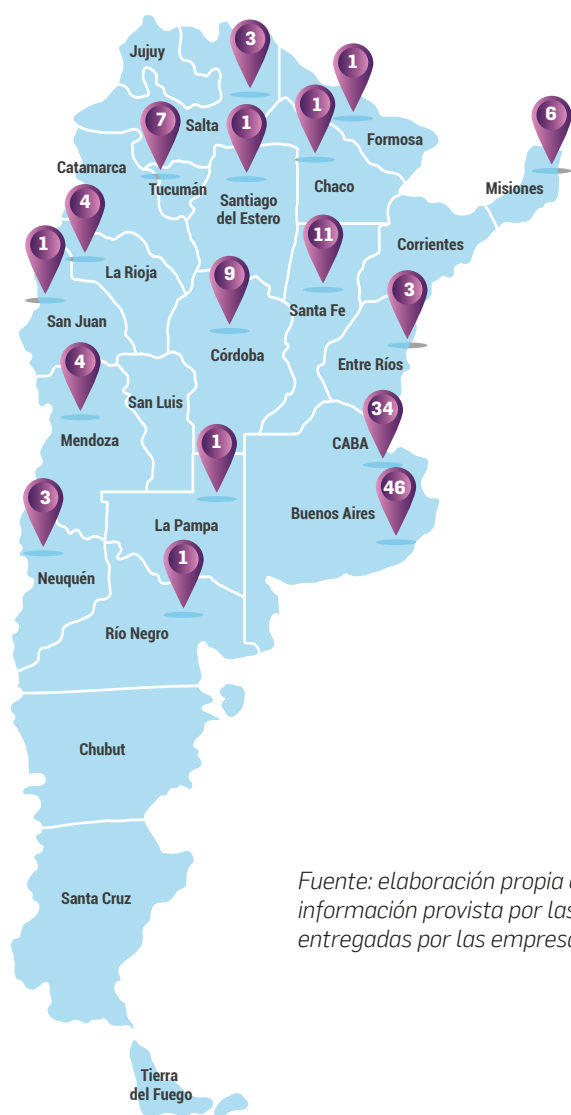 3
Jujuy
1
1
7
1
Salta
6
Formosa
Catamarca
Tucumán
Chaco
Misiones
Santiago
del Estero
4
11
1
Corrientes
9
La Rioja
3
Santa Fe
San Juan
Córdoba
4
Entre Ríos
San Luis
34
Mendoza
CABA
1
46
3
Buenos Aires
La Pampa
1
Neuquén
Río Negro
Chubut
Santa Cruz
Fuente: elaboración propia
información provista por las
entregadas por las empres
Tierra
del Fuego